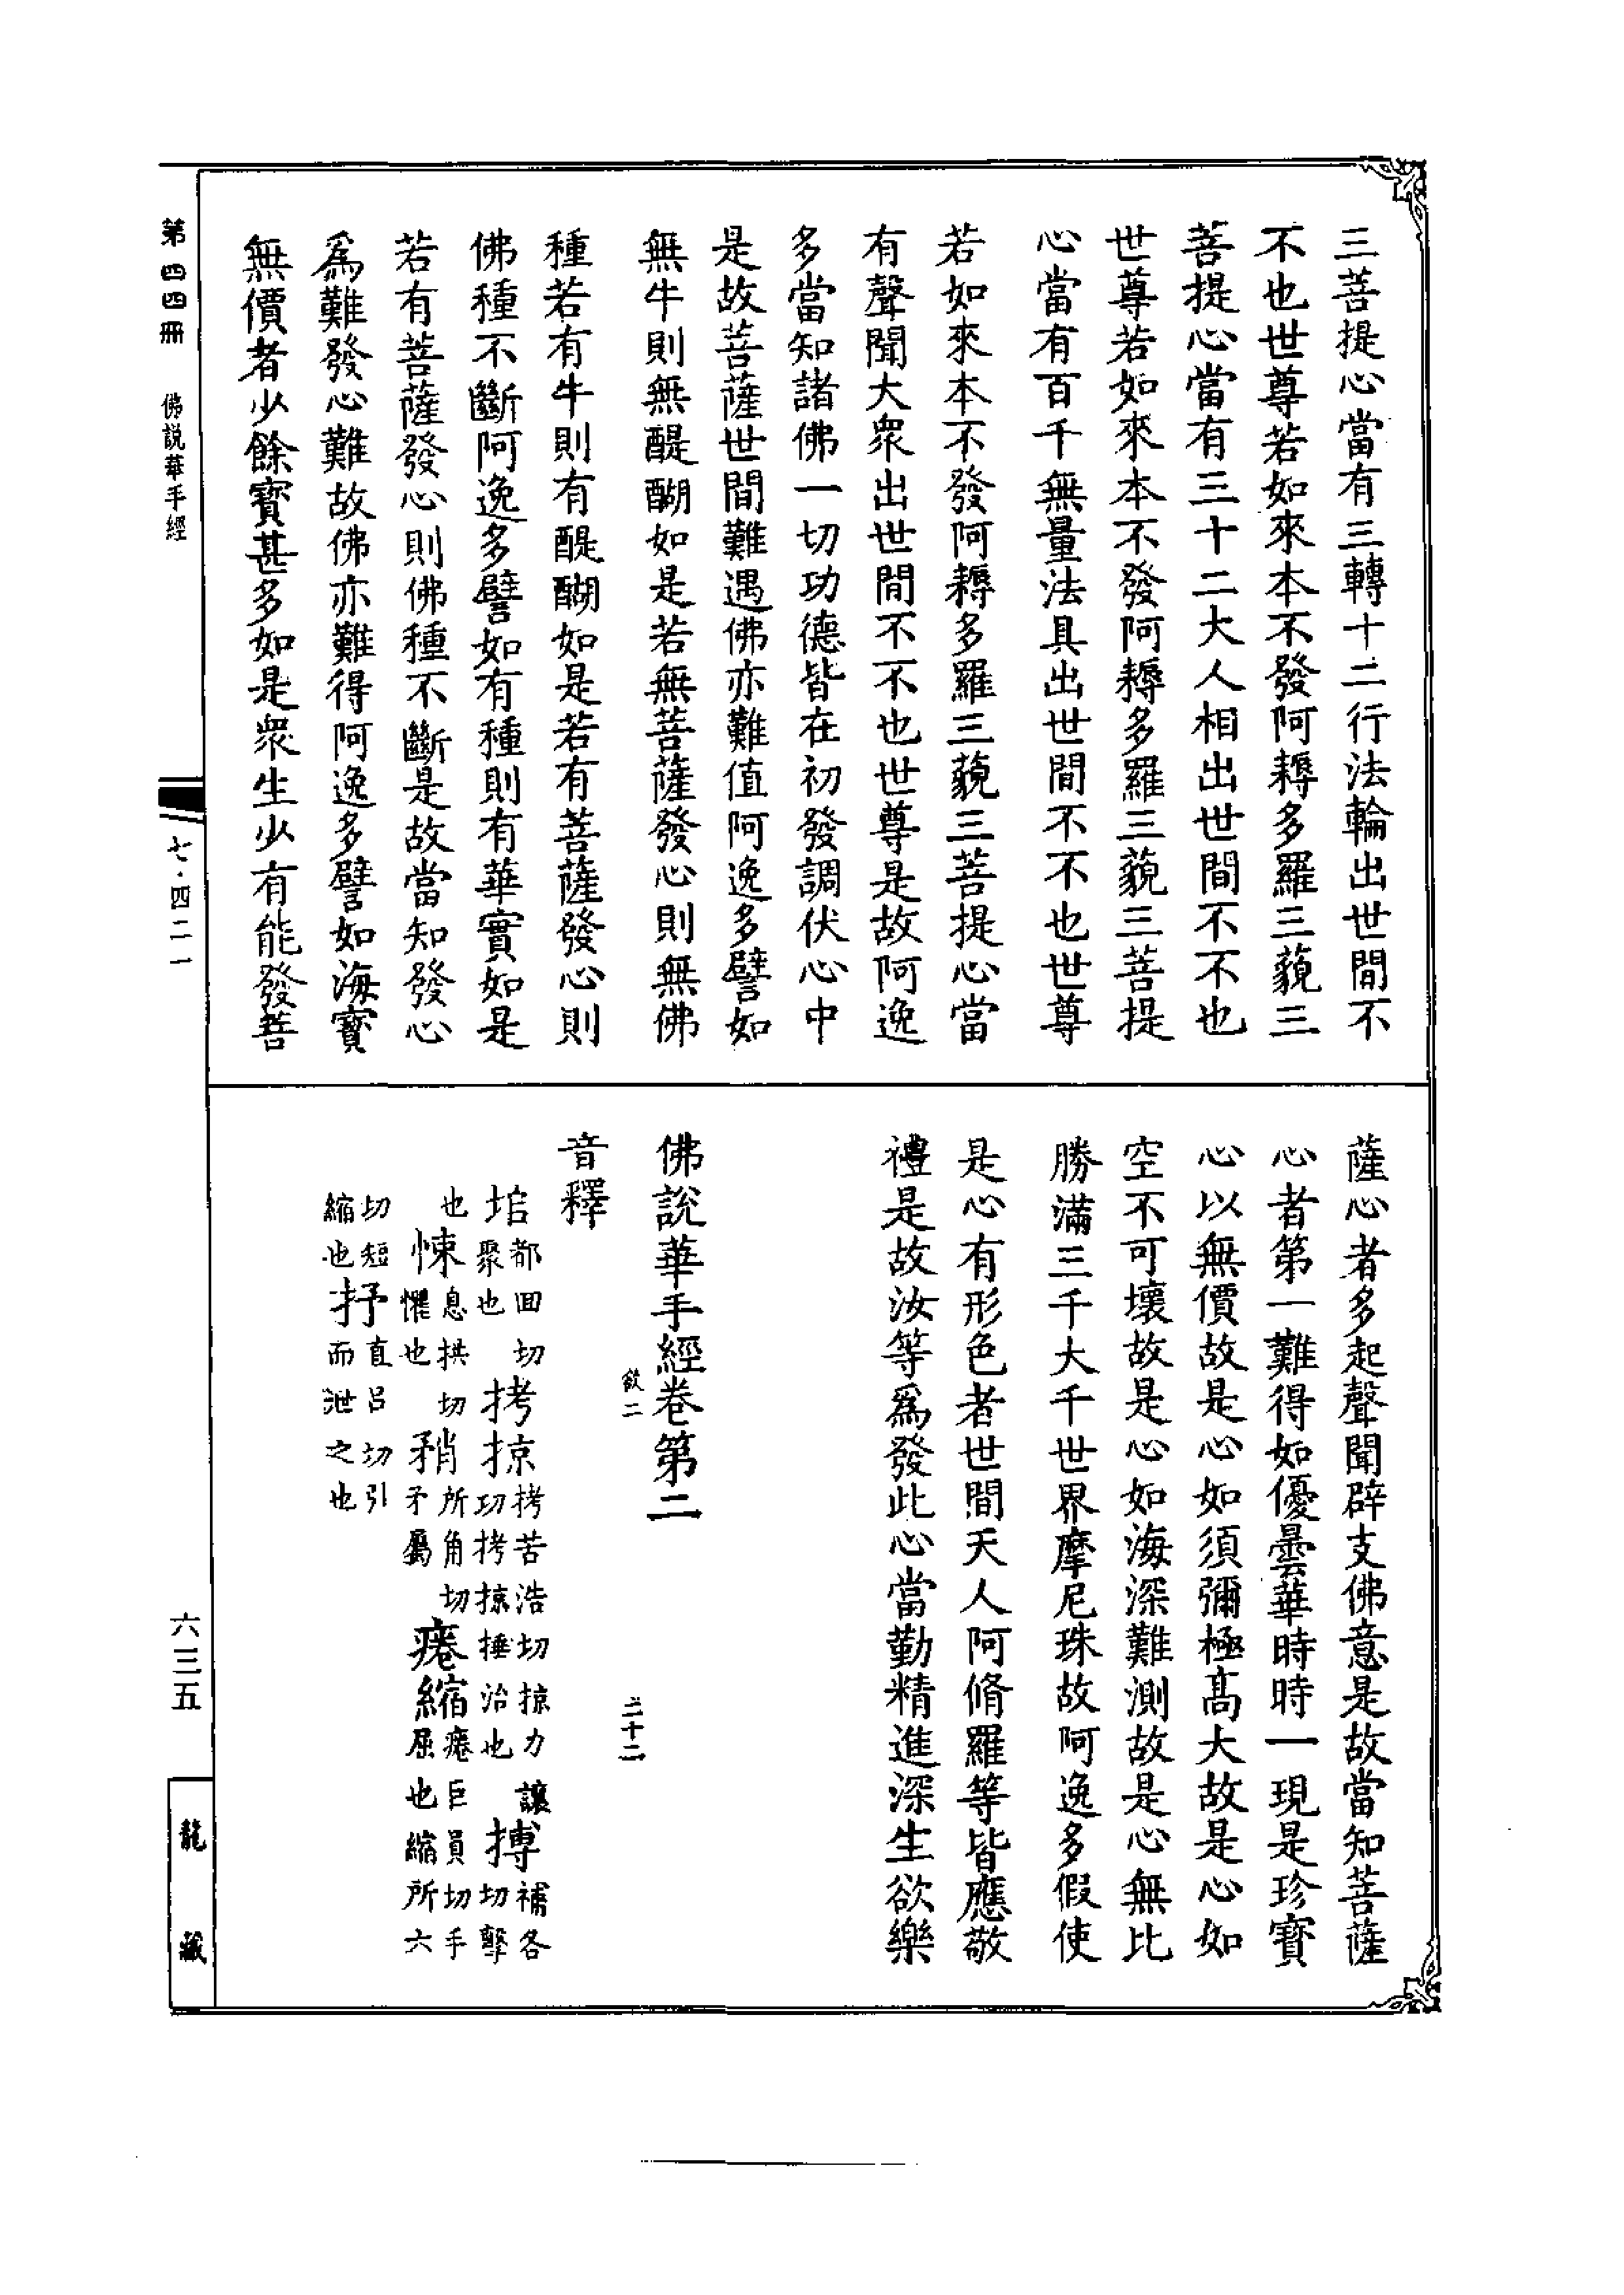 三菩提心當有三轉十二行法輪出世間不
不也世尊若如來本不發阿耨多羅三藐三
菩提心當有三十二大人相出世間不不也
世尊若如來本不發阿耨多羅三藐三菩提
心當有百千無量法具出世間不不也世尊
若如來本不發阿耨多羅三藐三菩提心當
有聲聞大衆出世間不不也世尊是故阿逸
多當知諸佛一切功德皆在初發調伏心中
是故菩薩世間難遇佛亦難值阿逸多譬如
無牛則無醍醐如是若無菩薩發心則無佛
種若有牛則有醍醐如是若有菩薩發心則
佛種不斷阿逸多譬如有種則有華實如是
若有菩薩發心則佛種不斷是故當知發心
爲難發心難故佛亦難得阿逸多譬如海寶
無價者少餘寶甚多如是衆生少有能發菩
薩心者多起聲聞辟支佛意是故當知菩薩
心者第一難得如優曇華時時一現是珍寶
心以無價故是心如須彌極高大故是心如
空不可壞故是心如海深難測故是心無比
勝滿三千大千世界摩尼珠故阿逸多假使
是心有形色者世間天人阿脩羅等皆應敬
禮是故汝等爲發此心當勤精進深生欲樂
佛說華手經卷第二
欽二 二十二
音釋
𡌶都回切聚也 拷掠拷苦浩切掠力讓切拷掠捶治也 搏補各切擊
也 悚息拱切懼也 矟所角切矛屬 痯縮痯巨員切手屈也縮所六
切短縮也 抒直呂切引而泄之也
第四四冊 佛說華手經
七·四二一
六三五
龍藏